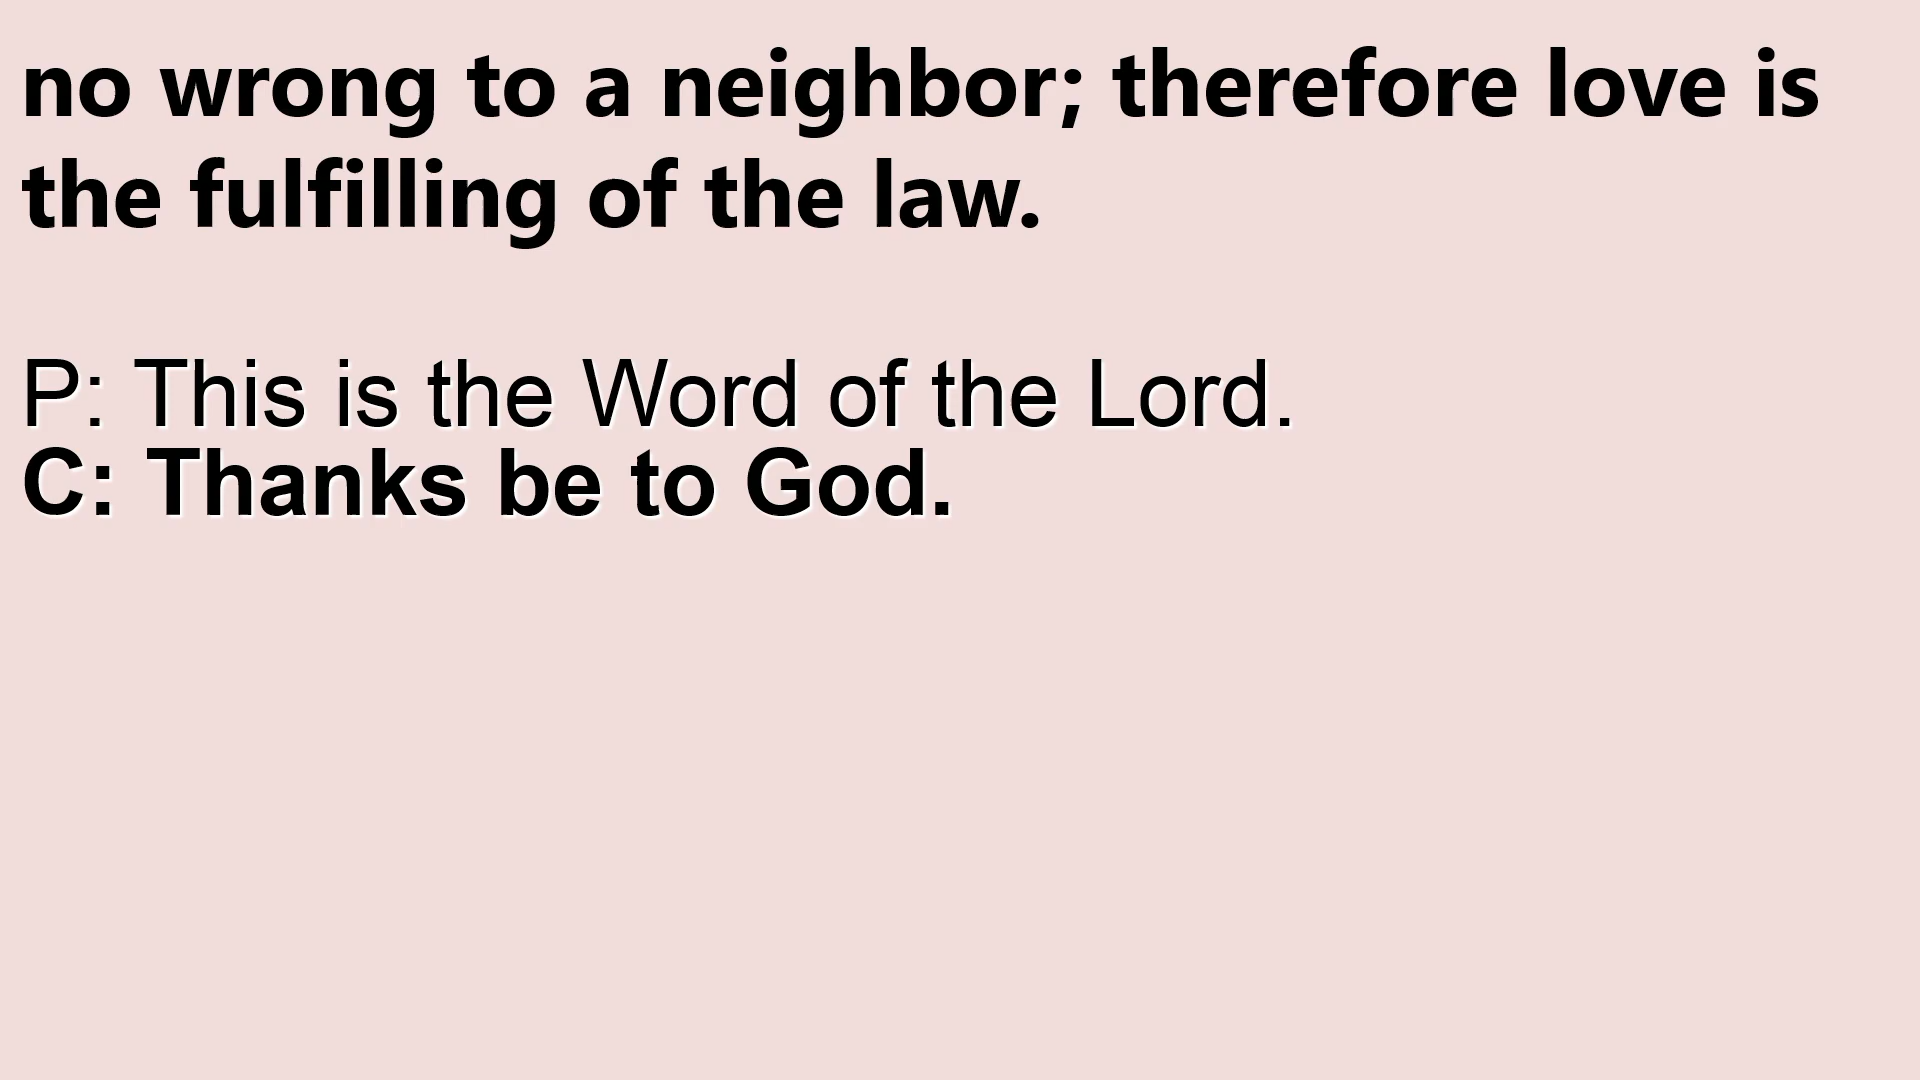 no wrong to a neighbor; therefore love is
the fulfilling of the law.
P: This is the Word of the Lord.
C: Thanks be to God.